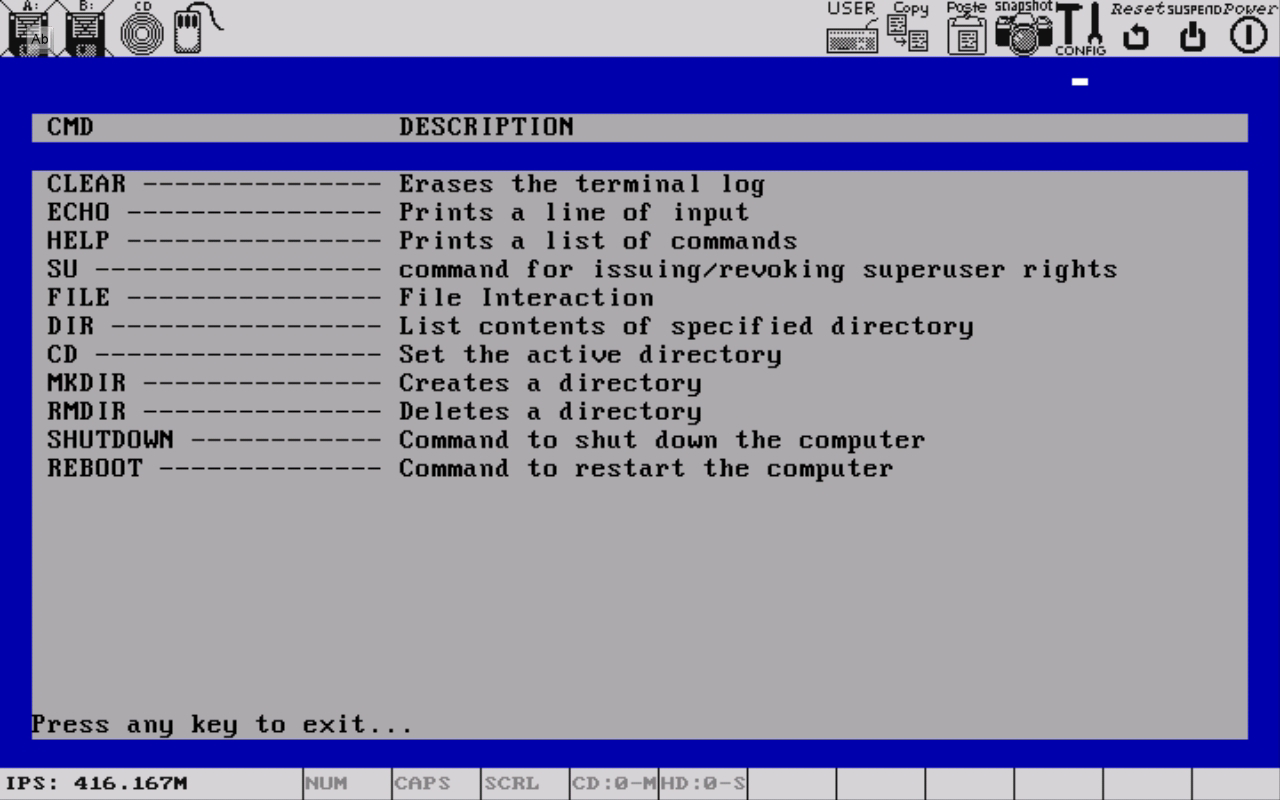 A: B: CD USER Copy Paste snapshot CONFIG Reset SUSPEND Power
Ab
CMD DESCRIPTION
CLEAR --------------- Erases the terminal log
ECHO ---------------- Prints a line of input
HELP ---------------- Prints a list of commands
SU ------------------ command for issuing/revoking superuser rights
FILE ---------------- File Interaction
DIR ----------------- List contents of specified directory
CD ------------------ Set the active directory
MKDIR --------------- Creates a directory
RMDIR --------------- Deletes a directory
SHUTDOWN ------------ Command to shut down the computer
REBOOT -------------- Command to restart the computer
Press any key to exit...
IPS: 416.167M NUM CAPS SCRL CD:0-M HD:0-S